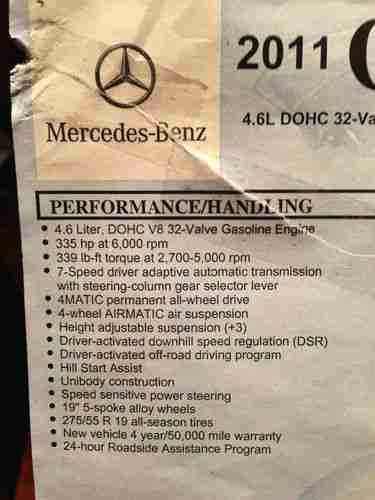 2011
4.6L DOHC 32-Va
Mercedes-Benz
PERFORMANCE/HANDLING
• 4.6 Liter, DOHC V8 32-Valve Gasoline Engine
• 335 hp at 6,000 rpm
• 339 lb-ft torque at 2,700-5,000 rpm
• 7-Speed driver adaptive automatic transmission
with steering-column gear selector lever
• 4MATIC permanent all-wheel drive
• 4-wheel AIRMATIC air suspension
• Height adjustable suspension (+3)
• Driver-activated downhill speed regulation (DSR)
• Driver-activated off-road driving program
• Hill Start Assist
• Unibody construction
• Speed sensitive power steering
• 19" 5-spoke alloy wheels
• 275/55 R 19 all-season tires
• New vehicle 4 year/50,000 mile warranty
• 24-hour Roadside Assistance Program